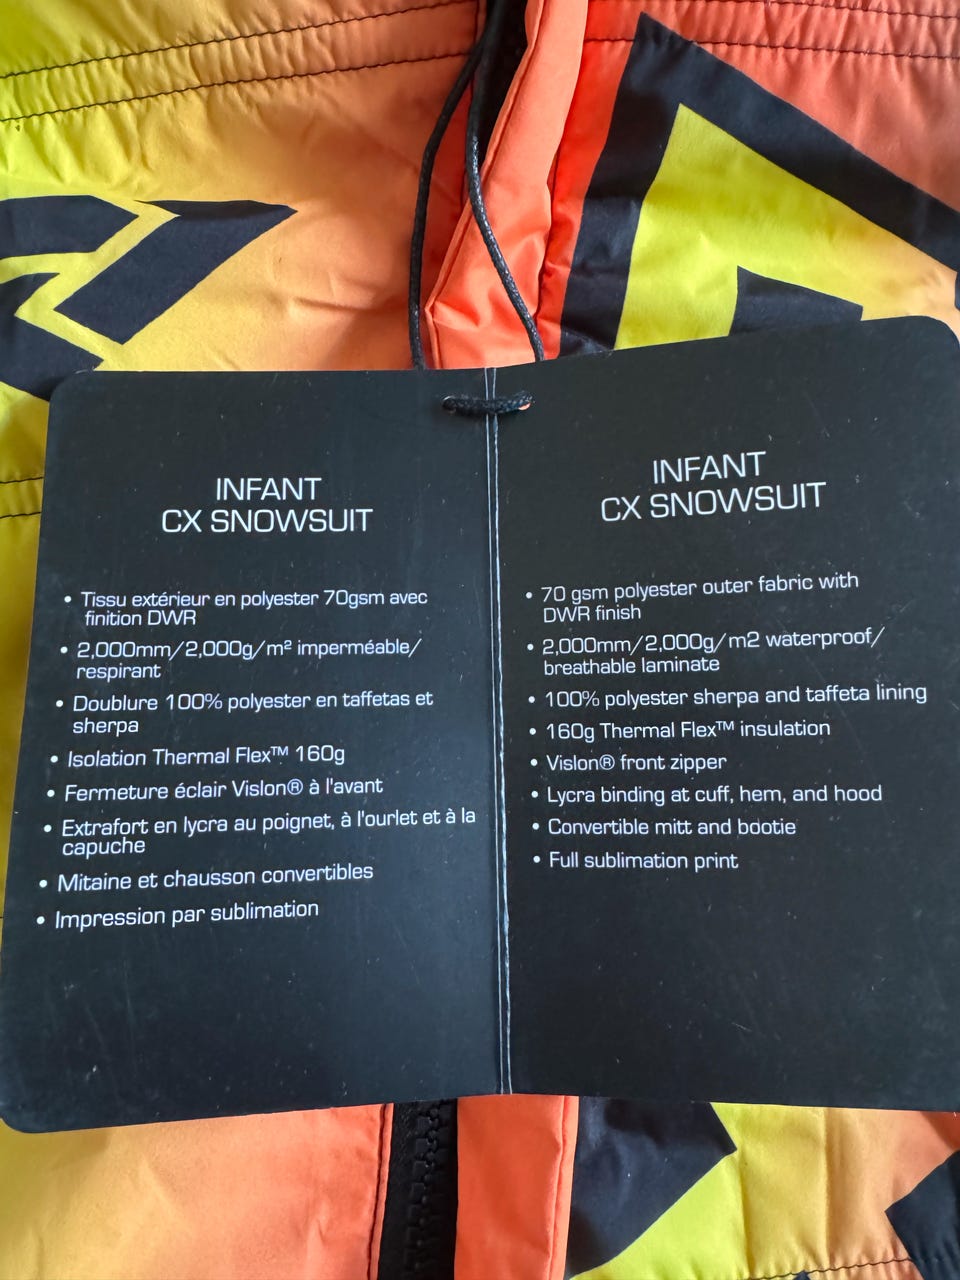 INFANT
CX SNOWSUIT
• Tissu extérieur en polyester 70gsm avec
finition DWR
• 2,000mm/2,000g/m² imperméable/
respirant
• Doublure 100% polyester en taffetas et
sherpa
• Isolation Thermal Flex™ 160g
• Fermeture éclair Vislon® à l'avant
• Extrafort en lycra au poignet, à l'ourlet et à la
capuche
• Mitaine et chausson convertibles
• Impression par sublimation
INFANT
CX SNOWSUIT
• 70 gsm polyester outer fabric with
DWR finish
• 2,000mm/2,000g/m2 waterproof/
breathable laminate
• 100% polyester sherpa and taffeta lining
• 160g Thermal Flex™ insulation
• Vislon® front zipper
• Lycra binding at cuff, hem, and hood
• Convertible mitt and bootie
• Full sublimation print